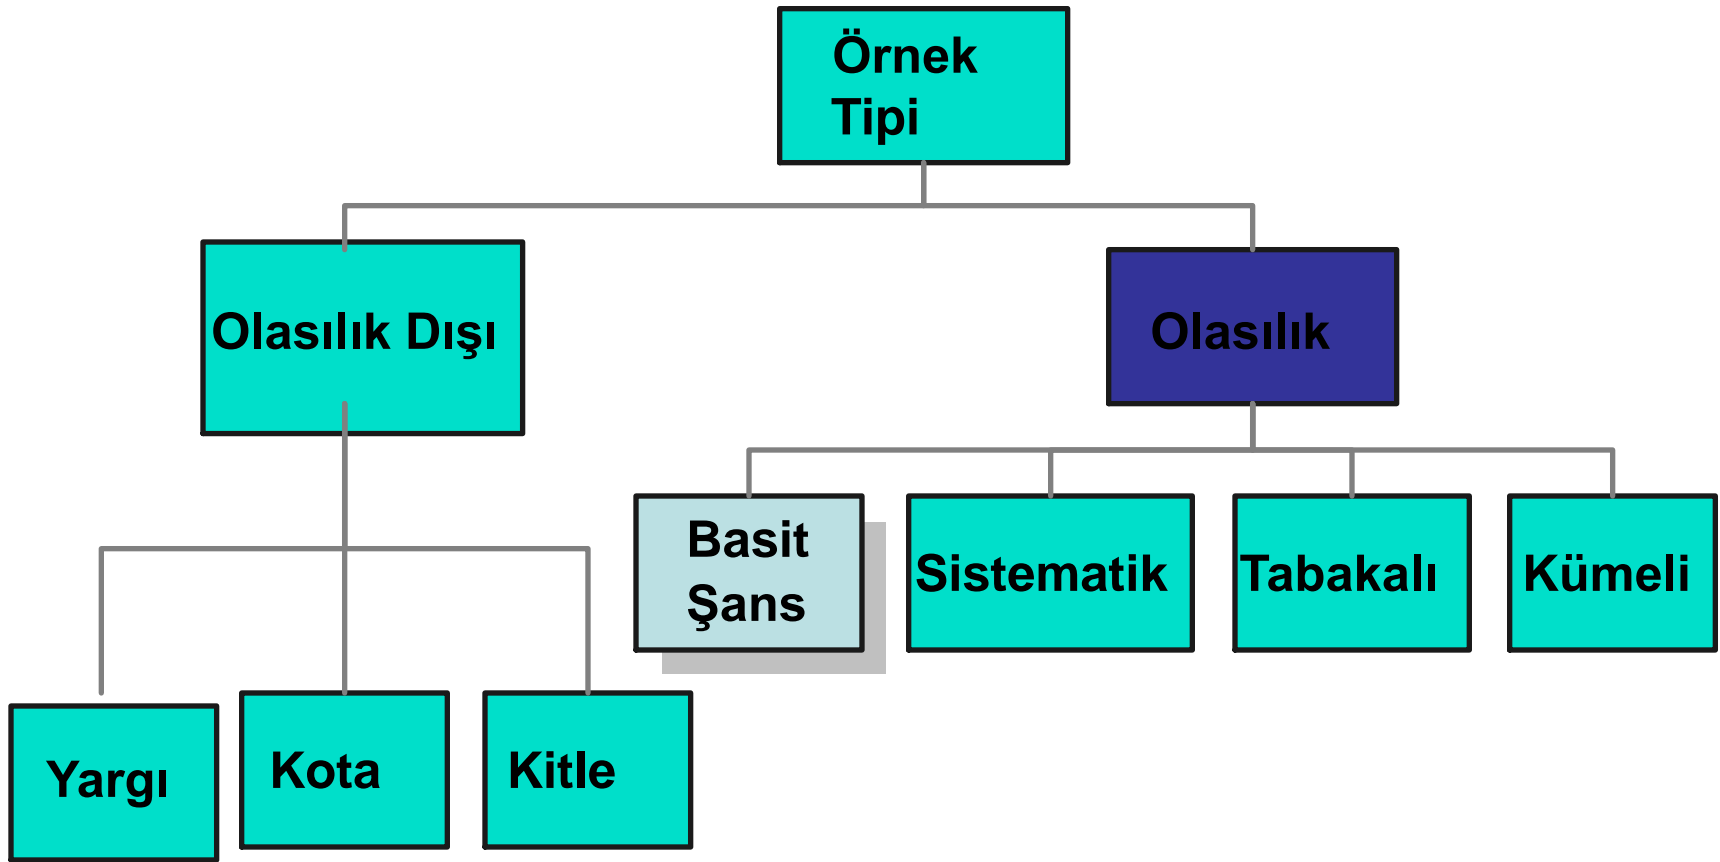 Örnek
Tipi
Olasılık Dışı
Olasılık
Basit
Şans
Sistematik
Tabakalı
Kümeli
Yargı
Kota
Kitle